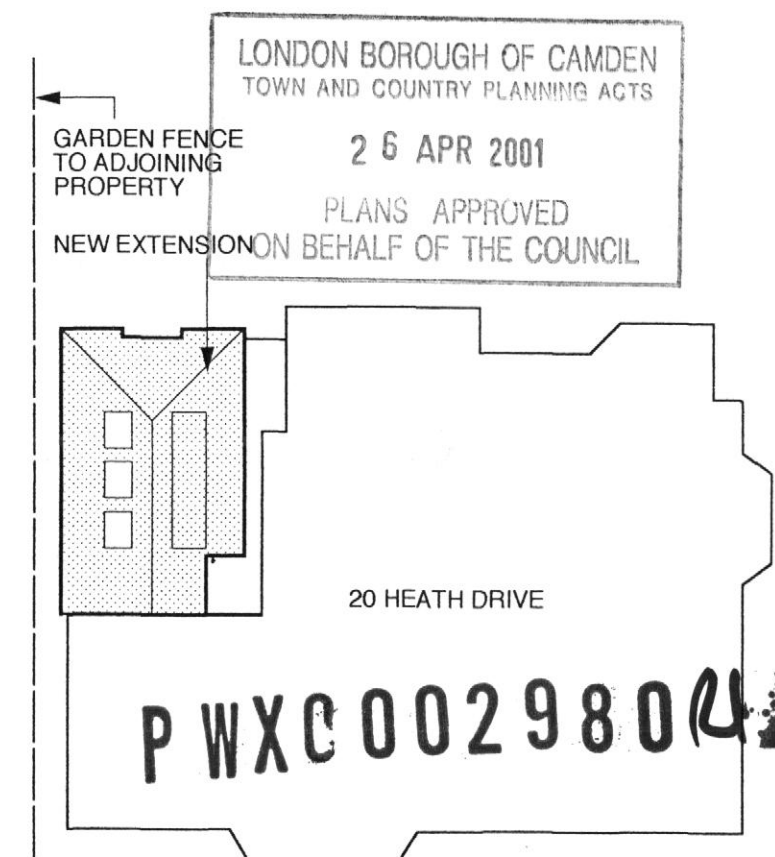 LONDON BOROUGH OF CAMDEN
TOWN AND COUNTRY PLANNING ACTS
26 APR 2001
PLANS APPROVED
ON BEHALF OF THE COUNCIL
GARDEN FENCE
TO ADJOINING
PROPERTY
NEW EXTENSION
20 HEATH DRIVE
PWXC002980